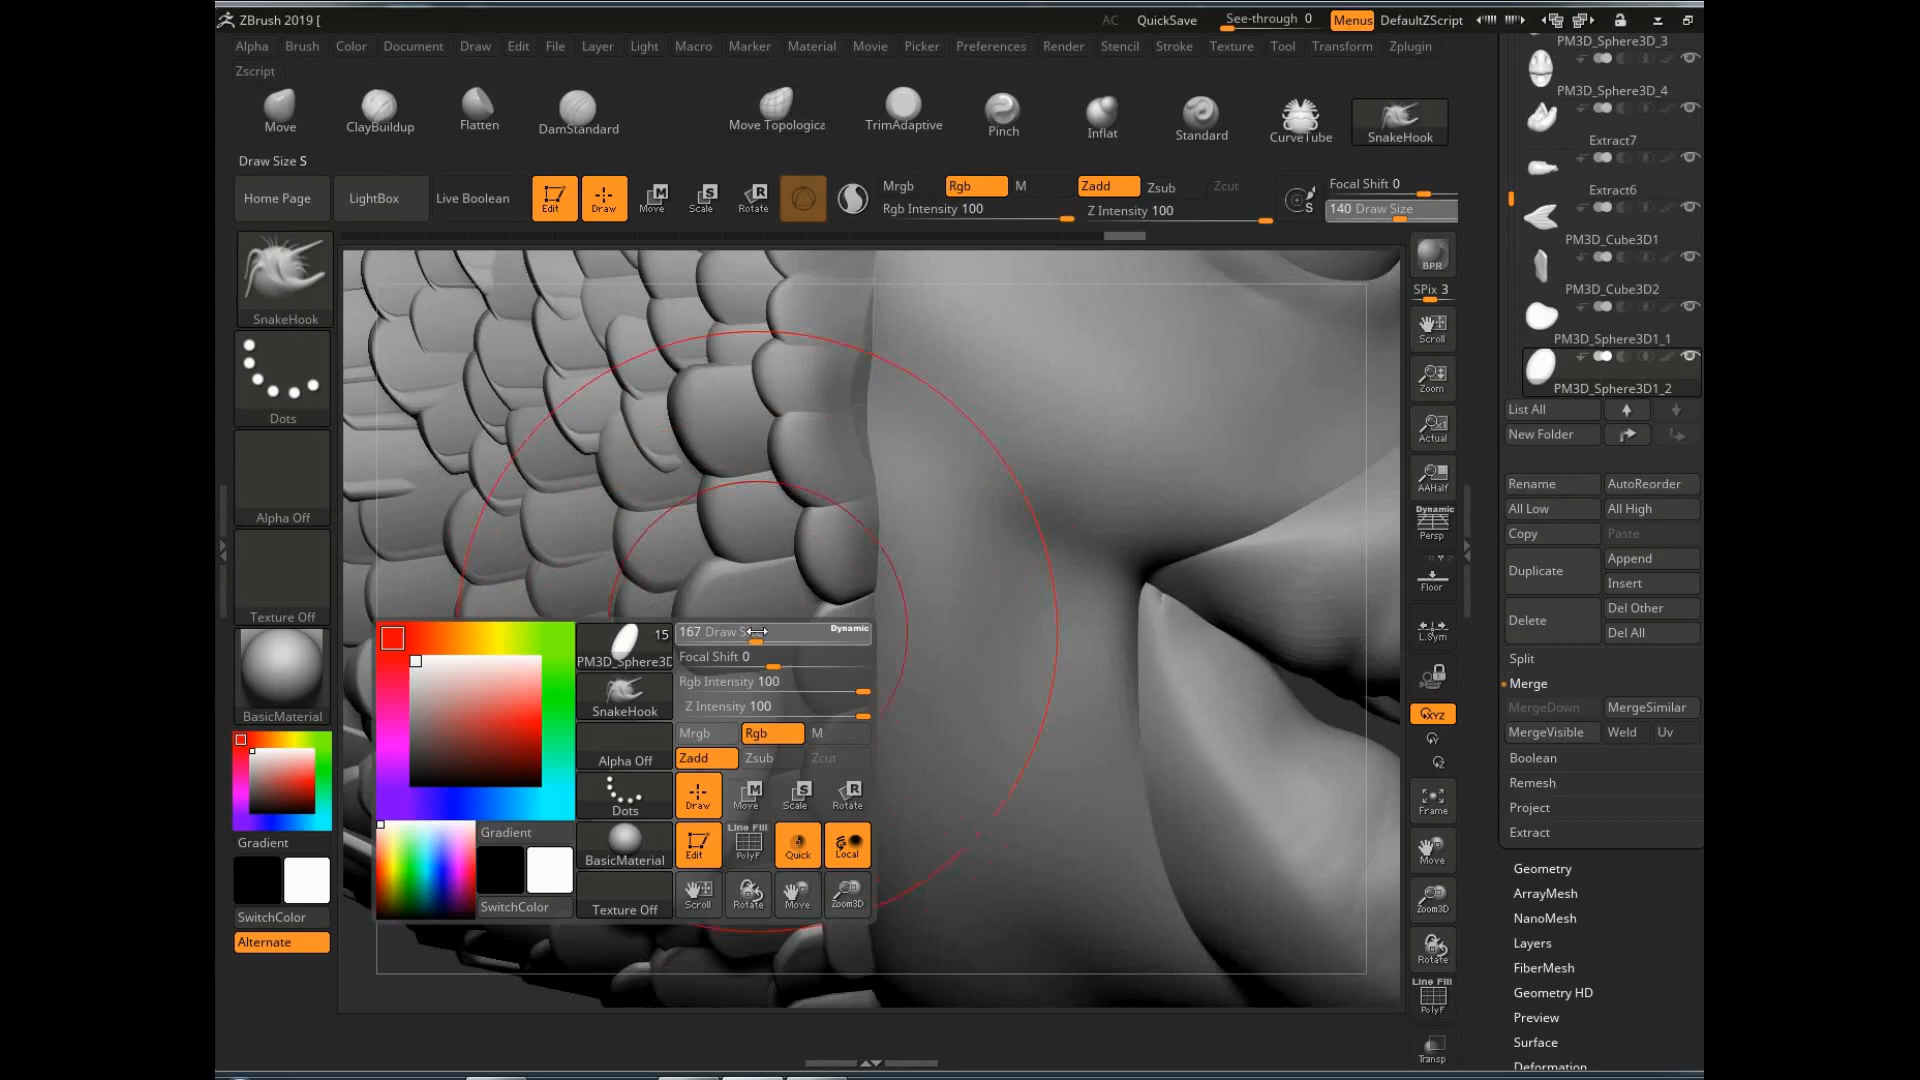 ZBrush 2019 [
AC QuickSave See-through 0 Menus DefaultZScript
Alpha Brush Color Document Draw Edit File Layer Light Macro Marker Material Movie Picker Preferences Render Stencil Stroke Texture Tool Transform Zplugin
Zscript
Move ClayBuildup Flatten DamStandard Move Topologica TrimAdaptive Pinch Inflat Standard CurveTube SnakeHook
Draw Size S
Home Page LightBox Live Boolean Edit Draw Move Scale Rotate
Mrgb Rgb M Zadd Zsub Zcut
Rgb Intensity 100 Z Intensity 100
Focal Shift 0
140 Draw Size
S
SnakeHook
Dots
Alpha Off
Texture Off
BasicMaterial
Gradient
SwitchColor
Alternate
15
PM3D_Sphere3D
SnakeHook
Alpha Off
Dots
BasicMaterial
Texture Off
Gradient
SwitchColor
167 Draw S Dynamic
Focal Shift 0
Rgb Intensity 100
Z Intensity 100
Mrgb Rgb M
Zadd Zsub Zcut
Draw Move Scale Rotate
Edit Line Fill PolyF Quick Local
Scroll Rotate Move Zoom3D
BPR
SPix 3
Scroll
Zoom
Actual
AAHalf
Dynamic
Persp
Floor
L.Sym
XYZ
Frame
Move
Zoom3D
Rotate
Line Fill
PolyF
Transp
PM3D_Sphere3D_3
PM3D_Sphere3D_4
Extract7
Extract6
PM3D_Cube3D1
PM3D_Cube3D2
PM3D_Sphere3D1_1
PM3D_Sphere3D1_2
List All
New Folder
Rename AutoReorder
All Low All High
Copy Paste
Duplicate Append
Insert
Delete Del Other
Del All
Split
Merge
MergeDown MergeSimilar
MergeVisible Weld Uv
Boolean
Remesh
Project
Extract
Geometry
ArrayMesh
NanoMesh
Layers
FiberMesh
Geometry HD
Preview
Surface
Deformation